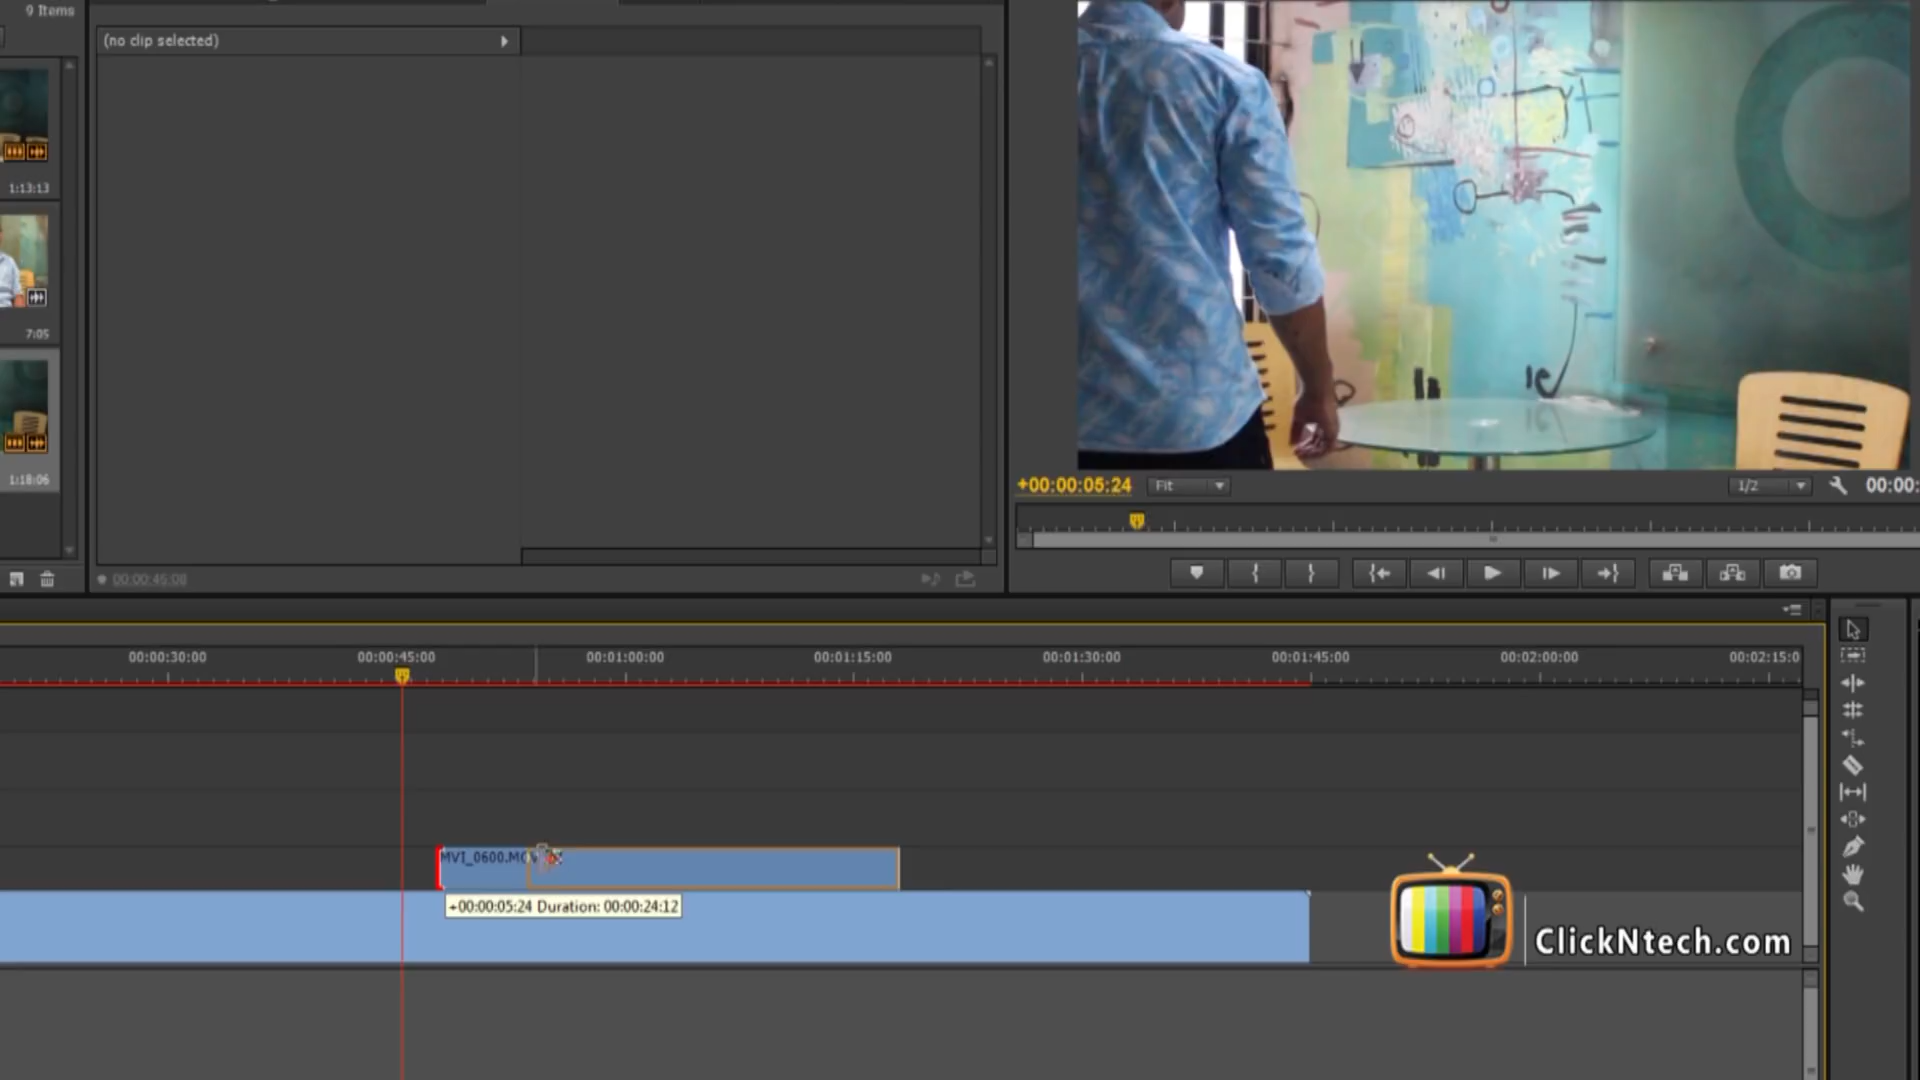 9 Items
(no clip selected)
1:13:13
7:05
1:18:06
00:00:45:08
+00:00:05:24
Fit
1/2
00:00:
00:00:30:00
00:00:45:00
00:01:00:00
00:01:15:00
00:01:30:00
00:01:45:00
00:02:00:00
00:02:15:0
MVI_0600.MOV
+00:00:05:24 Duration: 00:00:24:12
ClickNtech.com